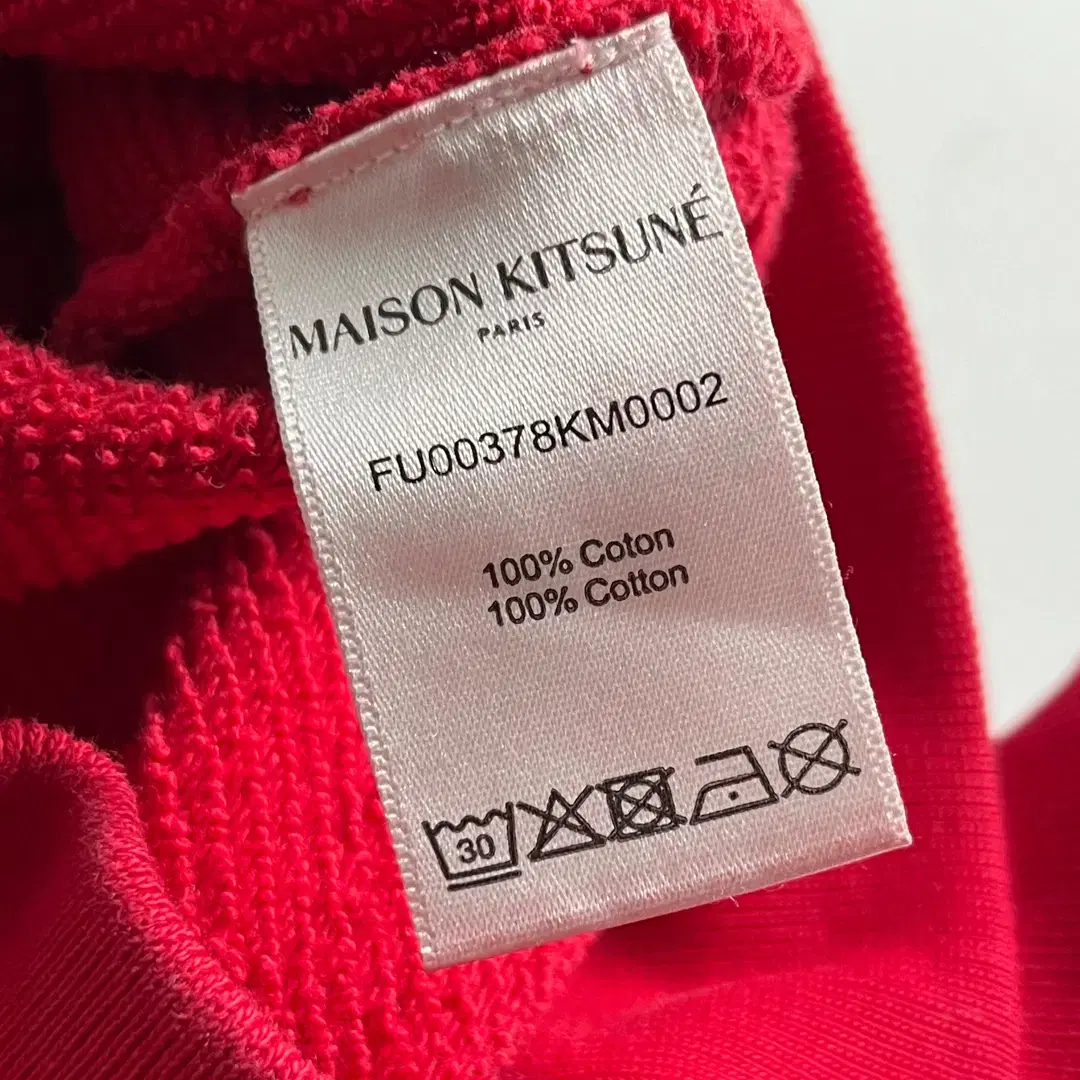 MAISON KITSUNÉ
PARIS
FU00378KM0002
100% Coton
100% Cotton
30